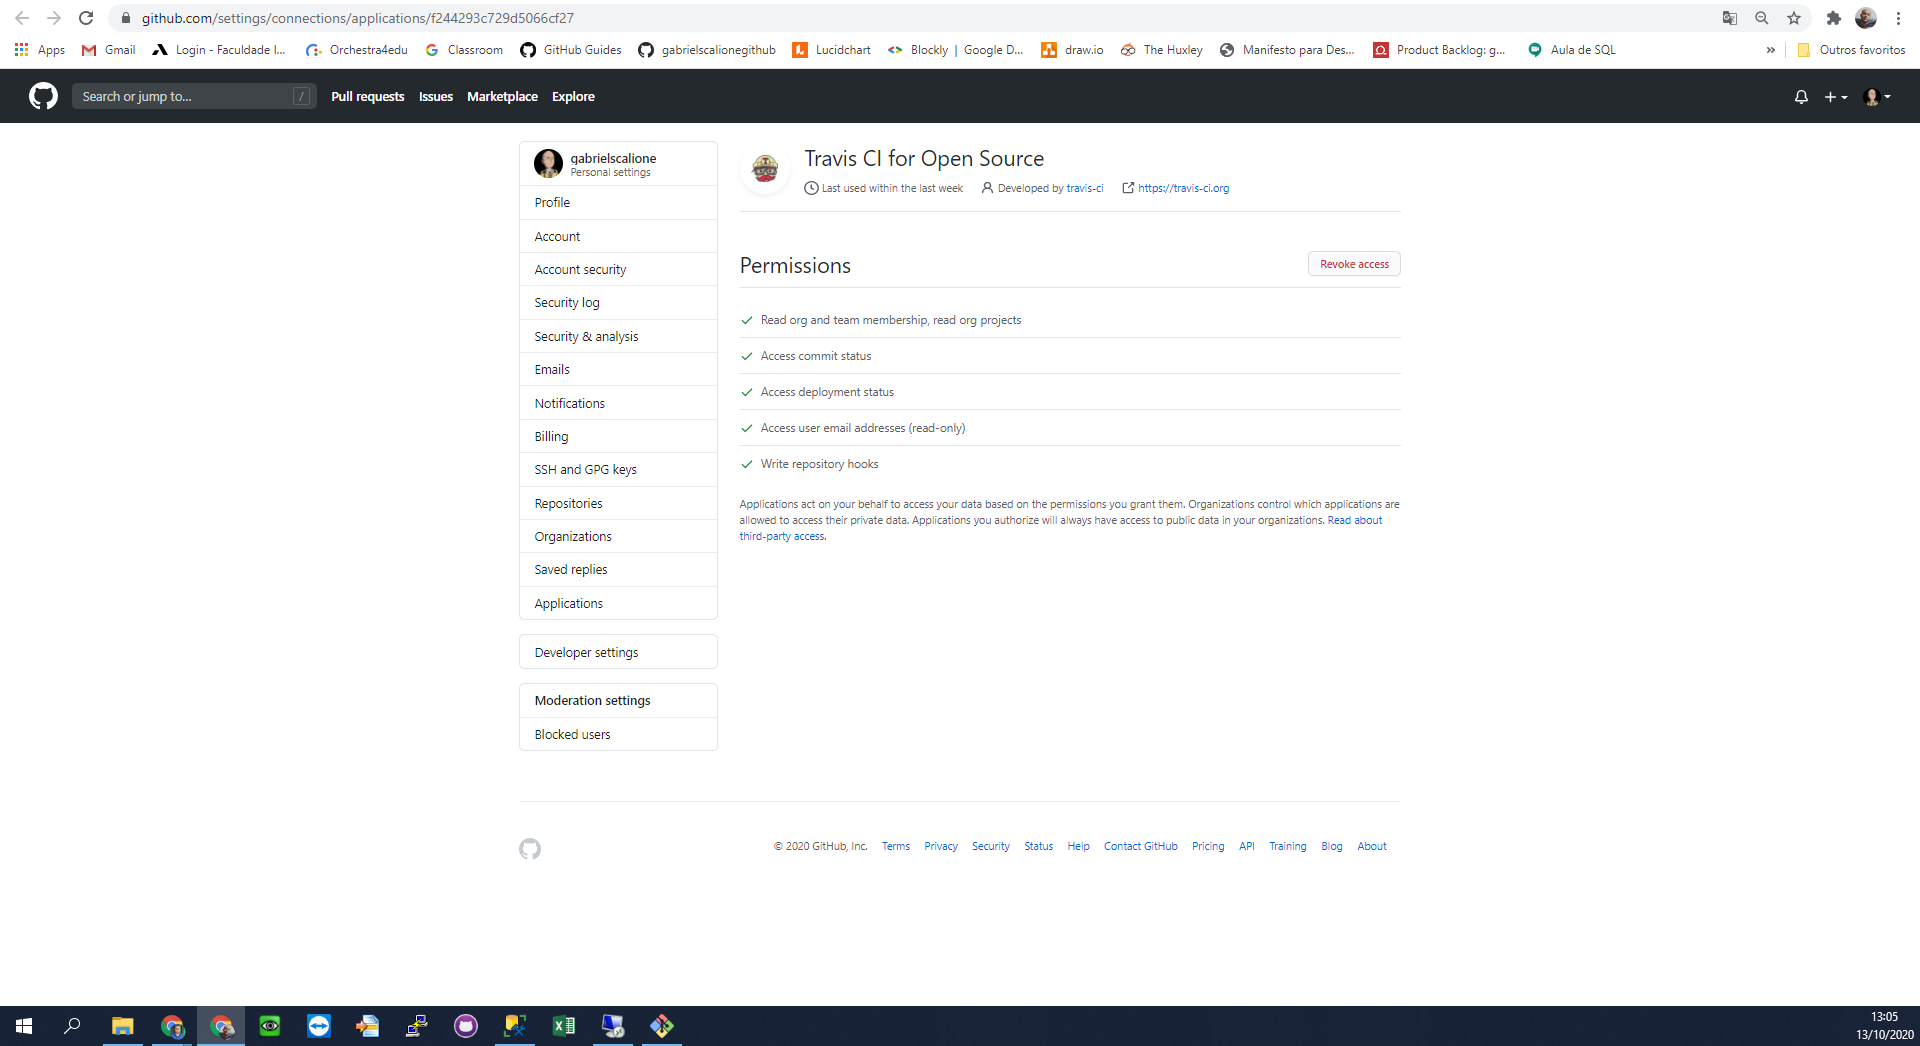 github.com/settings/connections/applications/f244293c729d5066cf27
Apps
Gmail
Login - Faculdade I...
Orchestra4edu
Classroom
GitHub Guides
gabrielscalionegithub
Lucidchart
Blockly | Google D...
draw.io
The Huxley
Manifesto para Des...
Product Backlog: g...
Aula de SQL
»
Outros favoritos
Search or jump to...
/
Pull requests
Issues
Marketplace
Explore
gabrielscalione
Personal settings
Profile
Account
Account security
Security log
Security & analysis
Emails
Notifications
Billing
SSH and GPG keys
Repositories
Organizations
Saved replies
Applications
Developer settings
Moderation settings
Blocked users
Travis CI for Open Source
Last used within the last week
Developed by travis-ci
https://travis-ci.org
Permissions
Revoke access
Read org and team membership, read org projects
Access commit status
Access deployment status
Access user email addresses (read-only)
Write repository hooks
Applications act on your behalf to access your data based on the permissions you grant them. Organizations control which applications are
allowed to access their private data. Applications you authorize will always have access to public data in your organizations. Read about
third-party access.
© 2020 GitHub, Inc.
Terms
Privacy
Security
Status
Help
Contact GitHub
Pricing
API
Training
Blog
About
13:05
13/10/2020